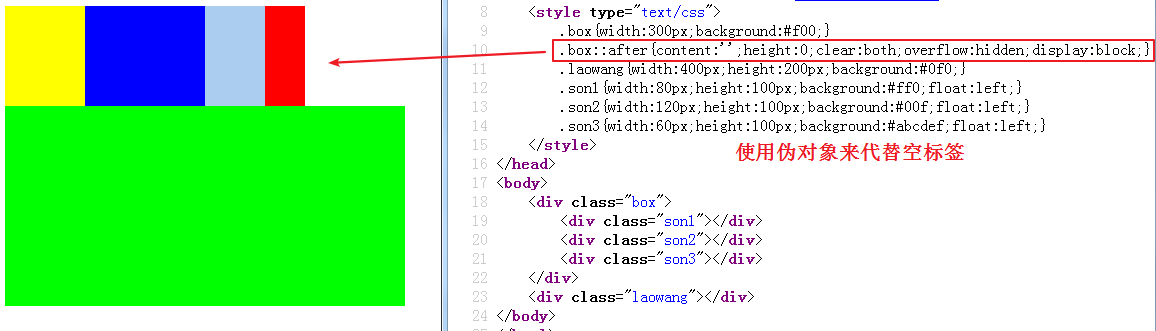 8 <style type="text/css">
9 .box{width:300px;background:#f00;}
10 .box::after{content:'';height:0;clear:both;overflow:hidden;display:block;}
11 .laowang{width:400px;height:200px;background:#0f0;}
12 .son1{width:80px;height:100px;background:#ff0;float:left;}
13 .son2{width:120px;height:100px;background:#00f;float:left;}
14 .son3{width:60px;height:100px;background:#abcdef;float:left;}
15 </style>
使用伪对象来代替空标签
16 </head>
17 <body>
18 <div class="box">
19 <div class="son1"></div>
20 <div class="son2"></div>
21 <div class="son3"></div>
22 </div>
23 <div class="laowang"></div>
24 </body>